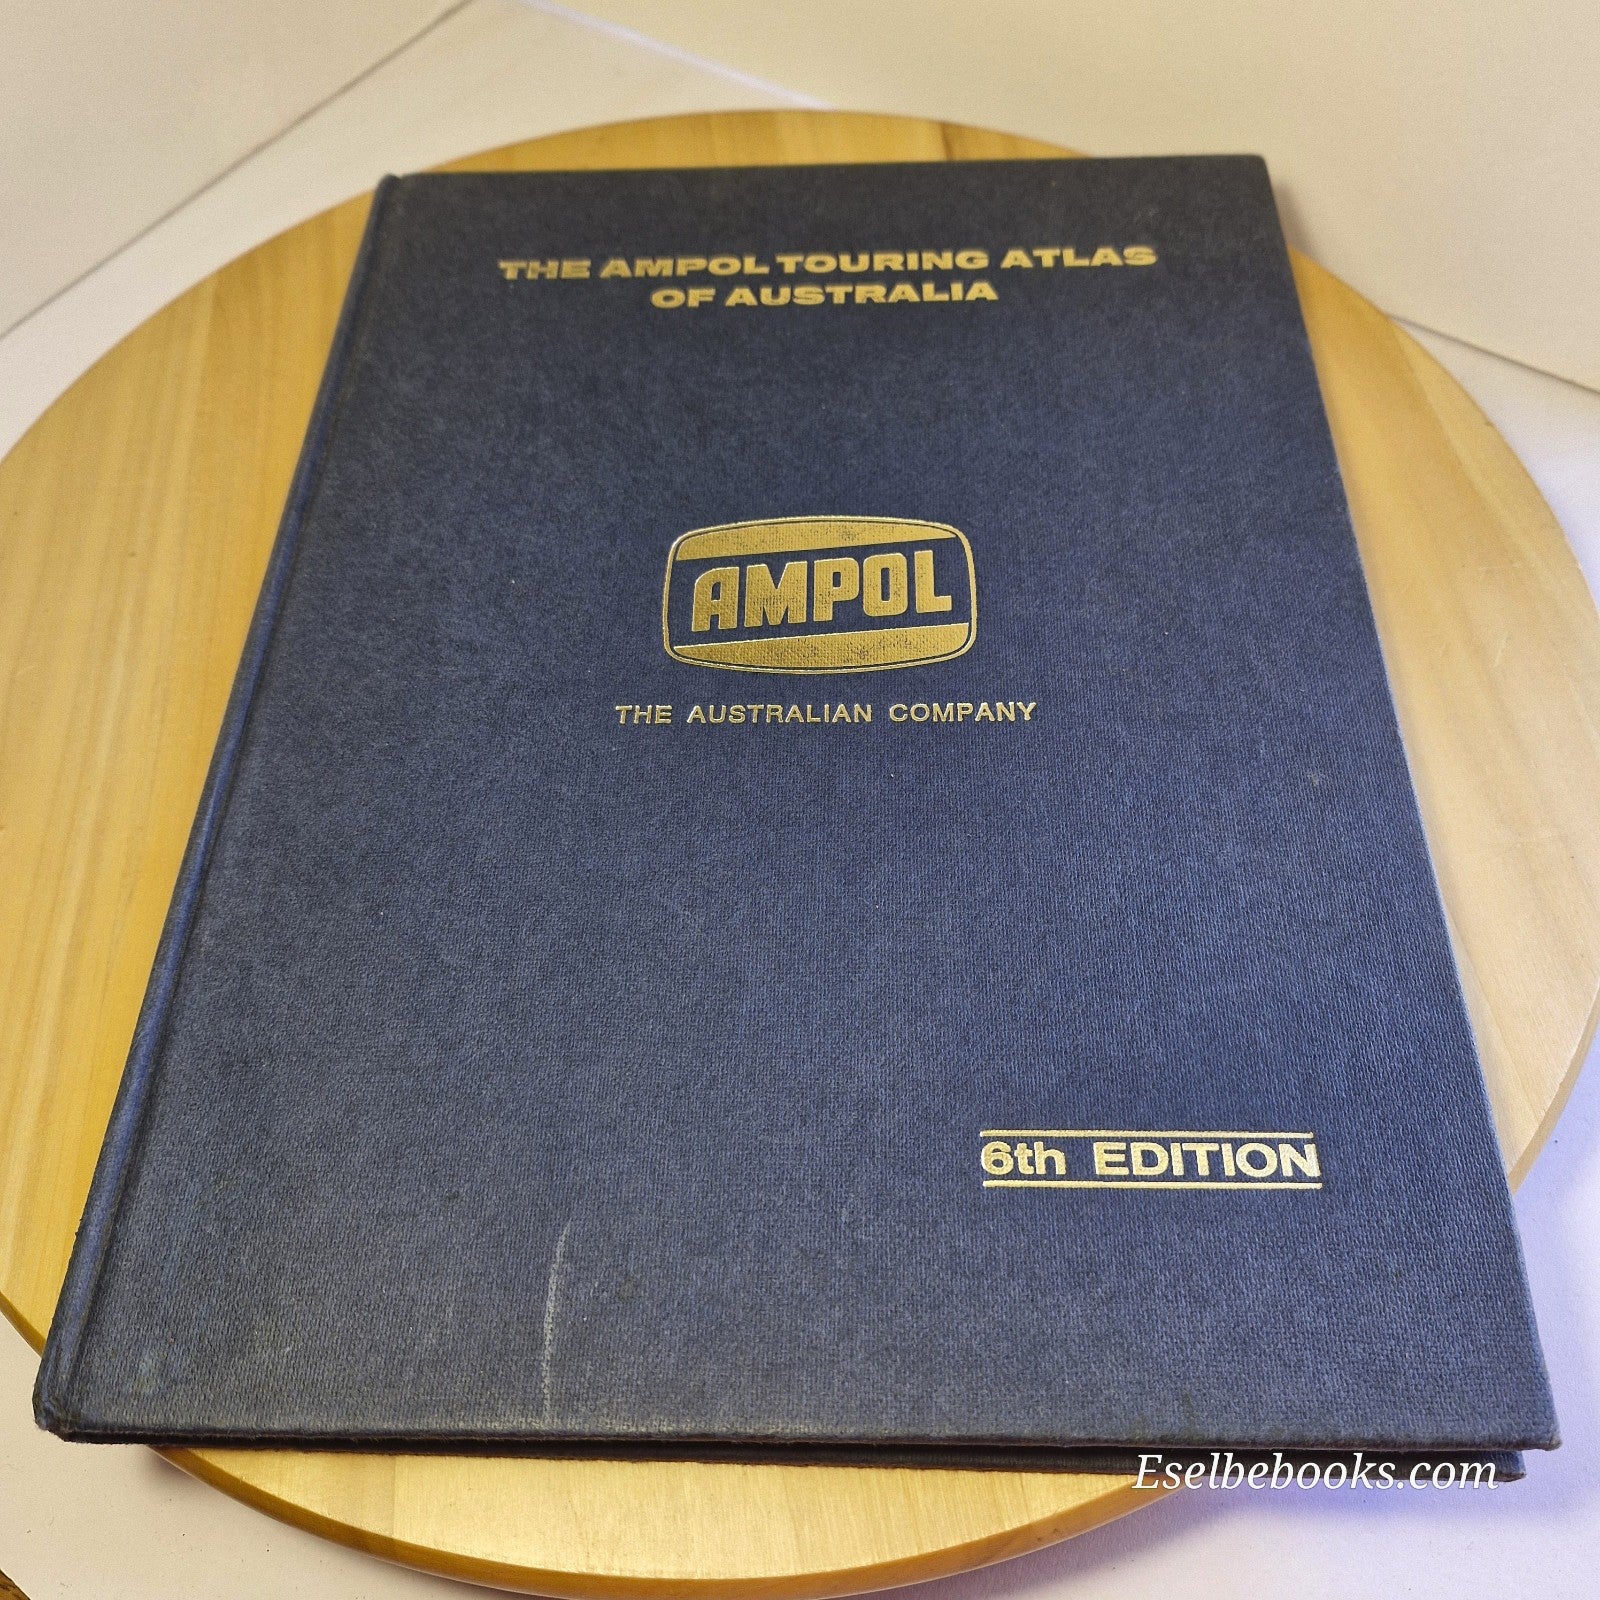 THE AMPOL TOURING ATLAS
OF AUSTRALIA
AMPOL
THE AUSTRALIAN COMPANY
6th EDITION
Eselbebooks.com